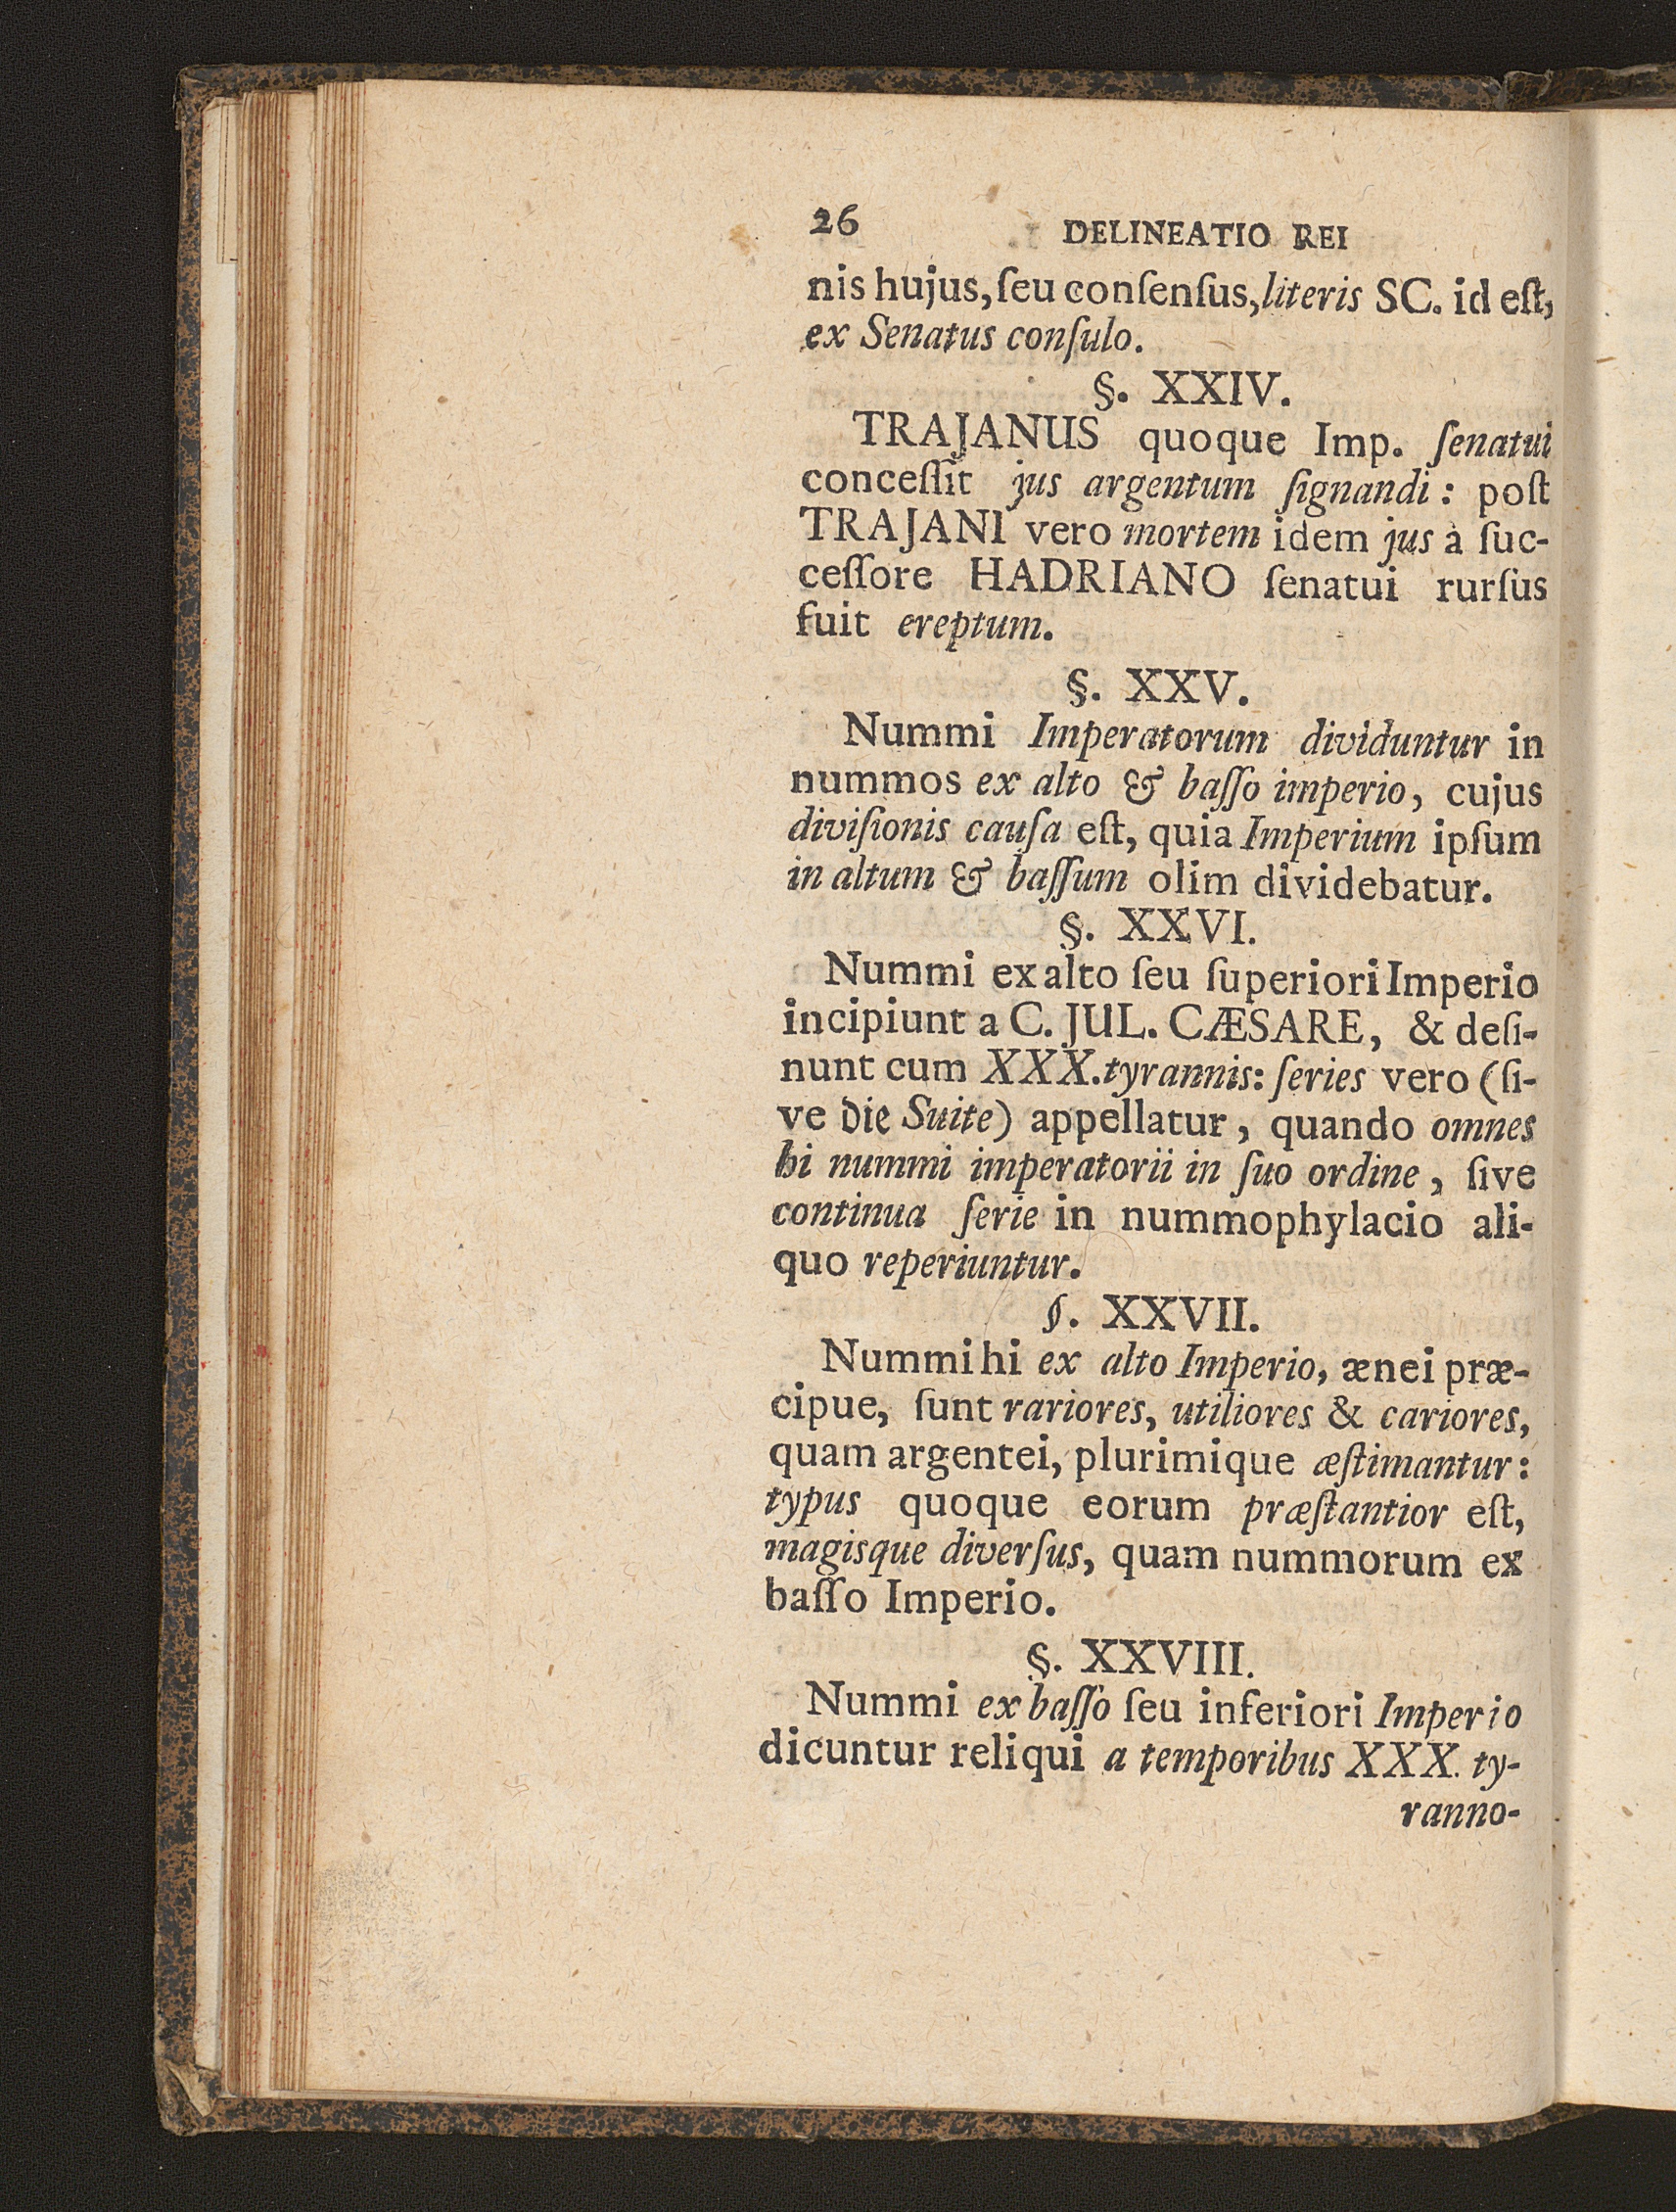 26 DELINEATIO REI
nis hujus, ſeu conſenſus, literis SC. id eſt,
ex Senatus conſulo.
§. XXIV.
TRAJANUS quoque Imp. ſenatui
conceſſit jus argentum ſignandi: poſt
TRAJANI vero mortem idem jus à ſuc-
ceſſore HADRIANO ſenatui rurſus
fuit ereptum.
§. XXV.
Nummi Imperatorum dividuntur in
nummos ex alto & baſſo imperio, cujus
diviſionis cauſa eſt, quia Imperium ipſum
in altum & baſſum olim dividebatur.
§. XXVI.
Nummi ex alto ſeu ſuperiori Imperio
incipiunt a C. JUL. CÆSARE, & deſi-
nunt cum XXX. tyrannis: ſeries vero (ſi-
ve die Suite) appellatur, quando omnes
hi nummi imperatorii in ſuo ordine, ſive
continua ſerie in nummophylacio ali-
quo reperiuntur.
§. XXVII.
Nummi hi ex alto Imperio, ænei præ-
cipue, ſunt rariores, utiliores & cariores,
quam argentei, plurimique æſtimantur:
typus quoque eorum præſtantior eſt,
magisque diverſus, quam nummorum ex
baſſo Imperio.
§. XXVIII.
Nummi ex baſſo ſeu inferiori Imperio
dicuntur reliqui a temporibus XXX. ty-
ranno-